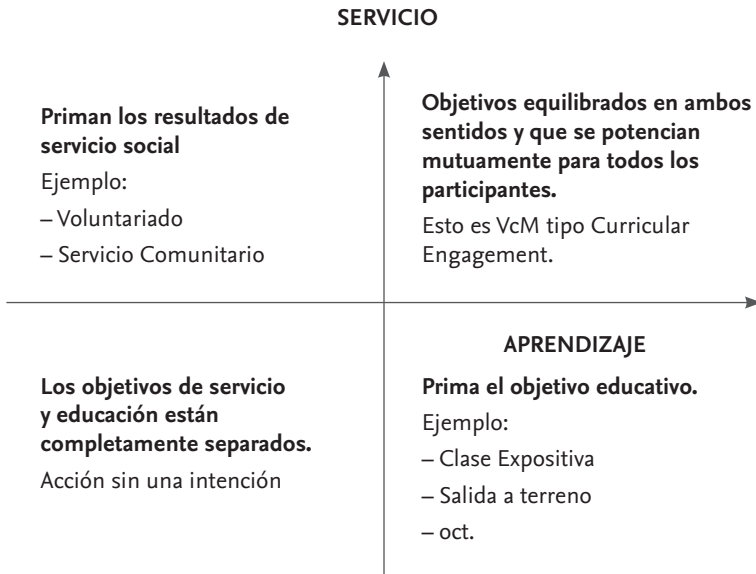 SERVICIO
Priman los resultados de
servicio social
Ejemplo:
– Voluntariado
– Servicio Comunitario
Objetivos equilibrados en ambos
sentidos y que se potencian
mutuamente para todos los
participantes.
Esto es VcM tipo Curricular
Engagement.
Los objetivos de servicio
y educación están
completamente separados.
Acción sin una intención
APRENDIZAJE
Prima el objetivo educativo.
Ejemplo:
– Clase Expositiva
– Salida a terreno
– oct.